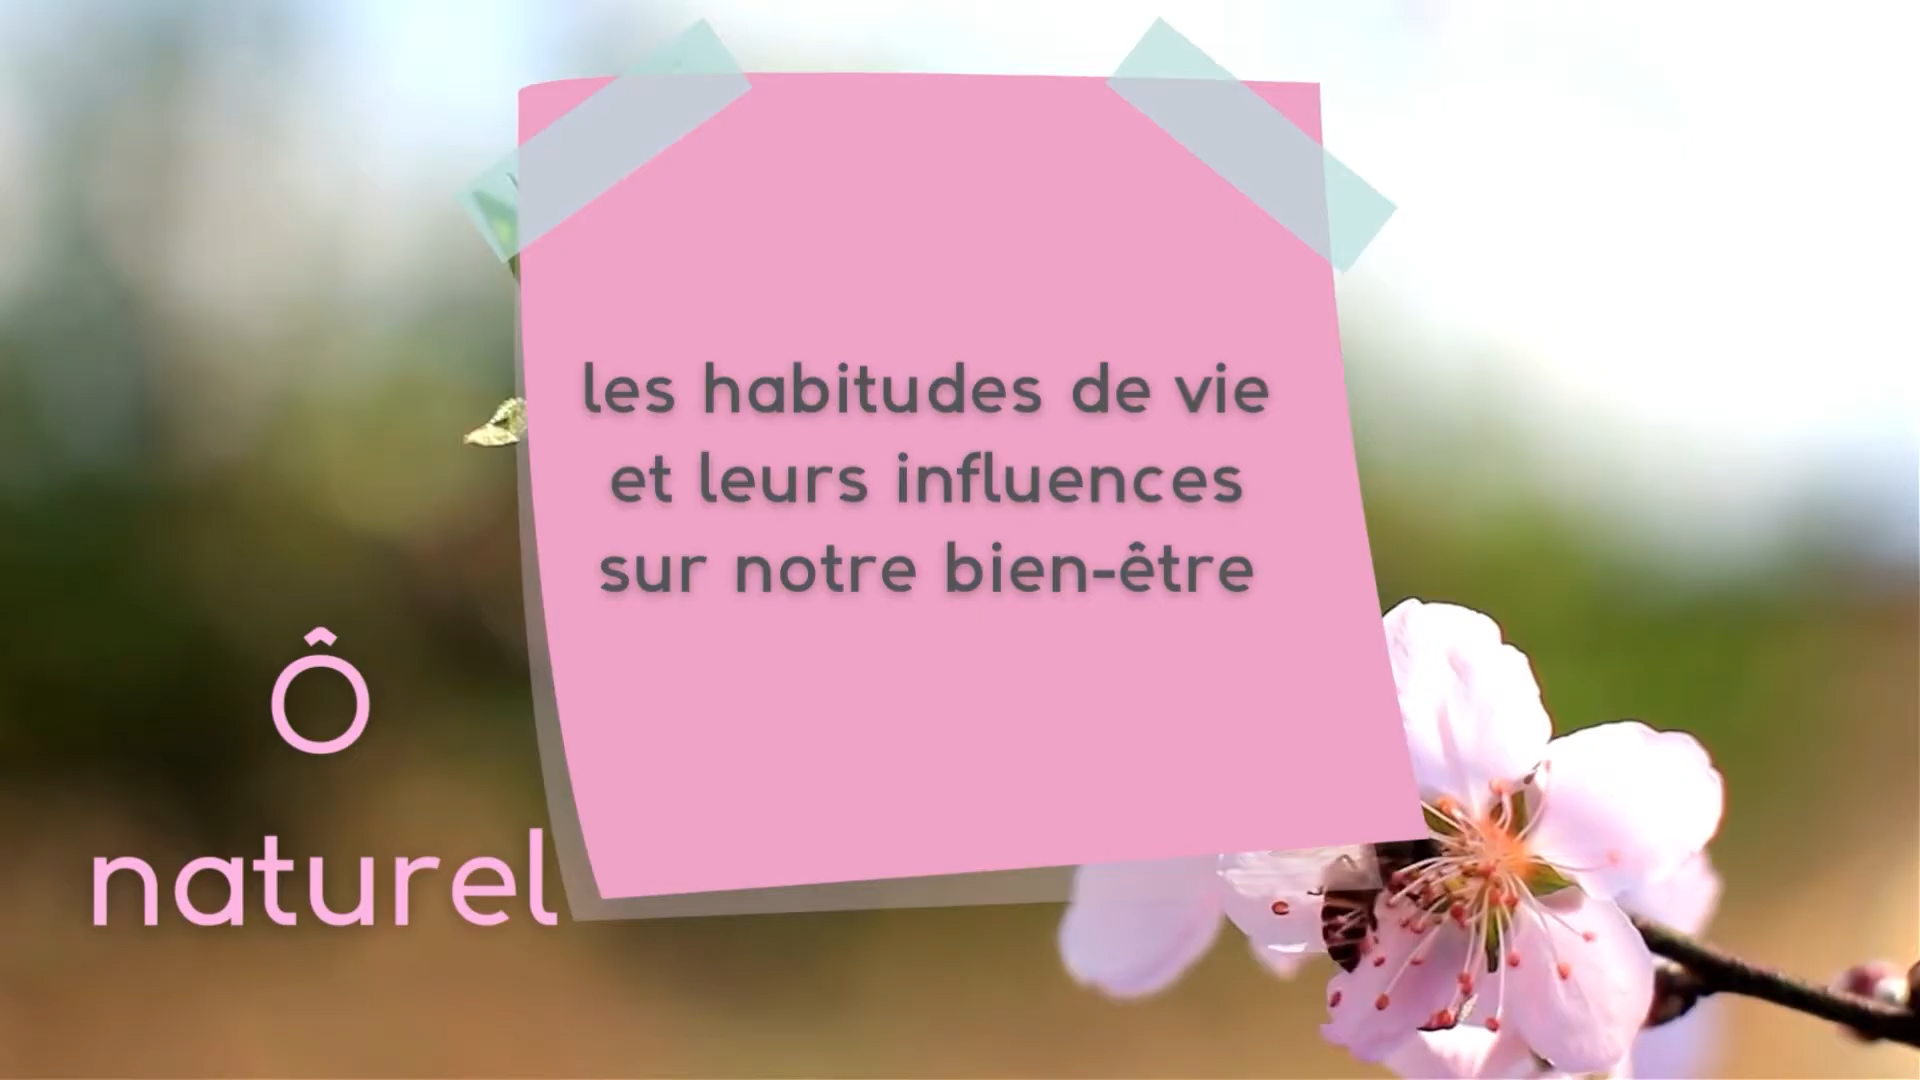 les habitudes de vie
et leurs influences
sur notre bien-être
Ô
naturel